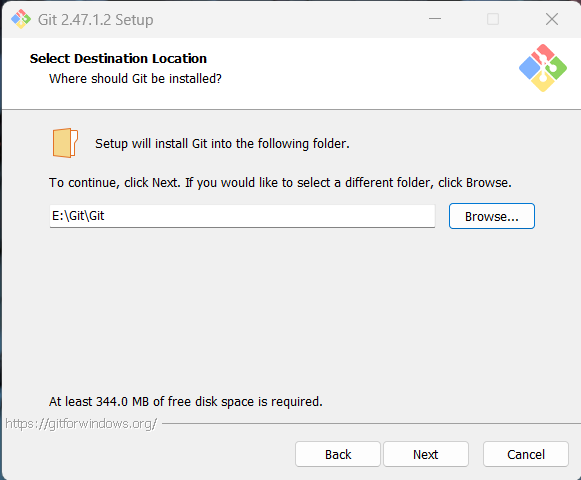 Git 2.47.1.2 Setup
Select Destination Location
Where should Git be installed?
Setup will install Git into the following folder.
To continue, click Next. If you would like to select a different folder, click Browse.
E:\Git\Git
Browse...
At least 344.0 MB of free disk space is required.
https://gitforwindows.org/
Back
Next
Cancel